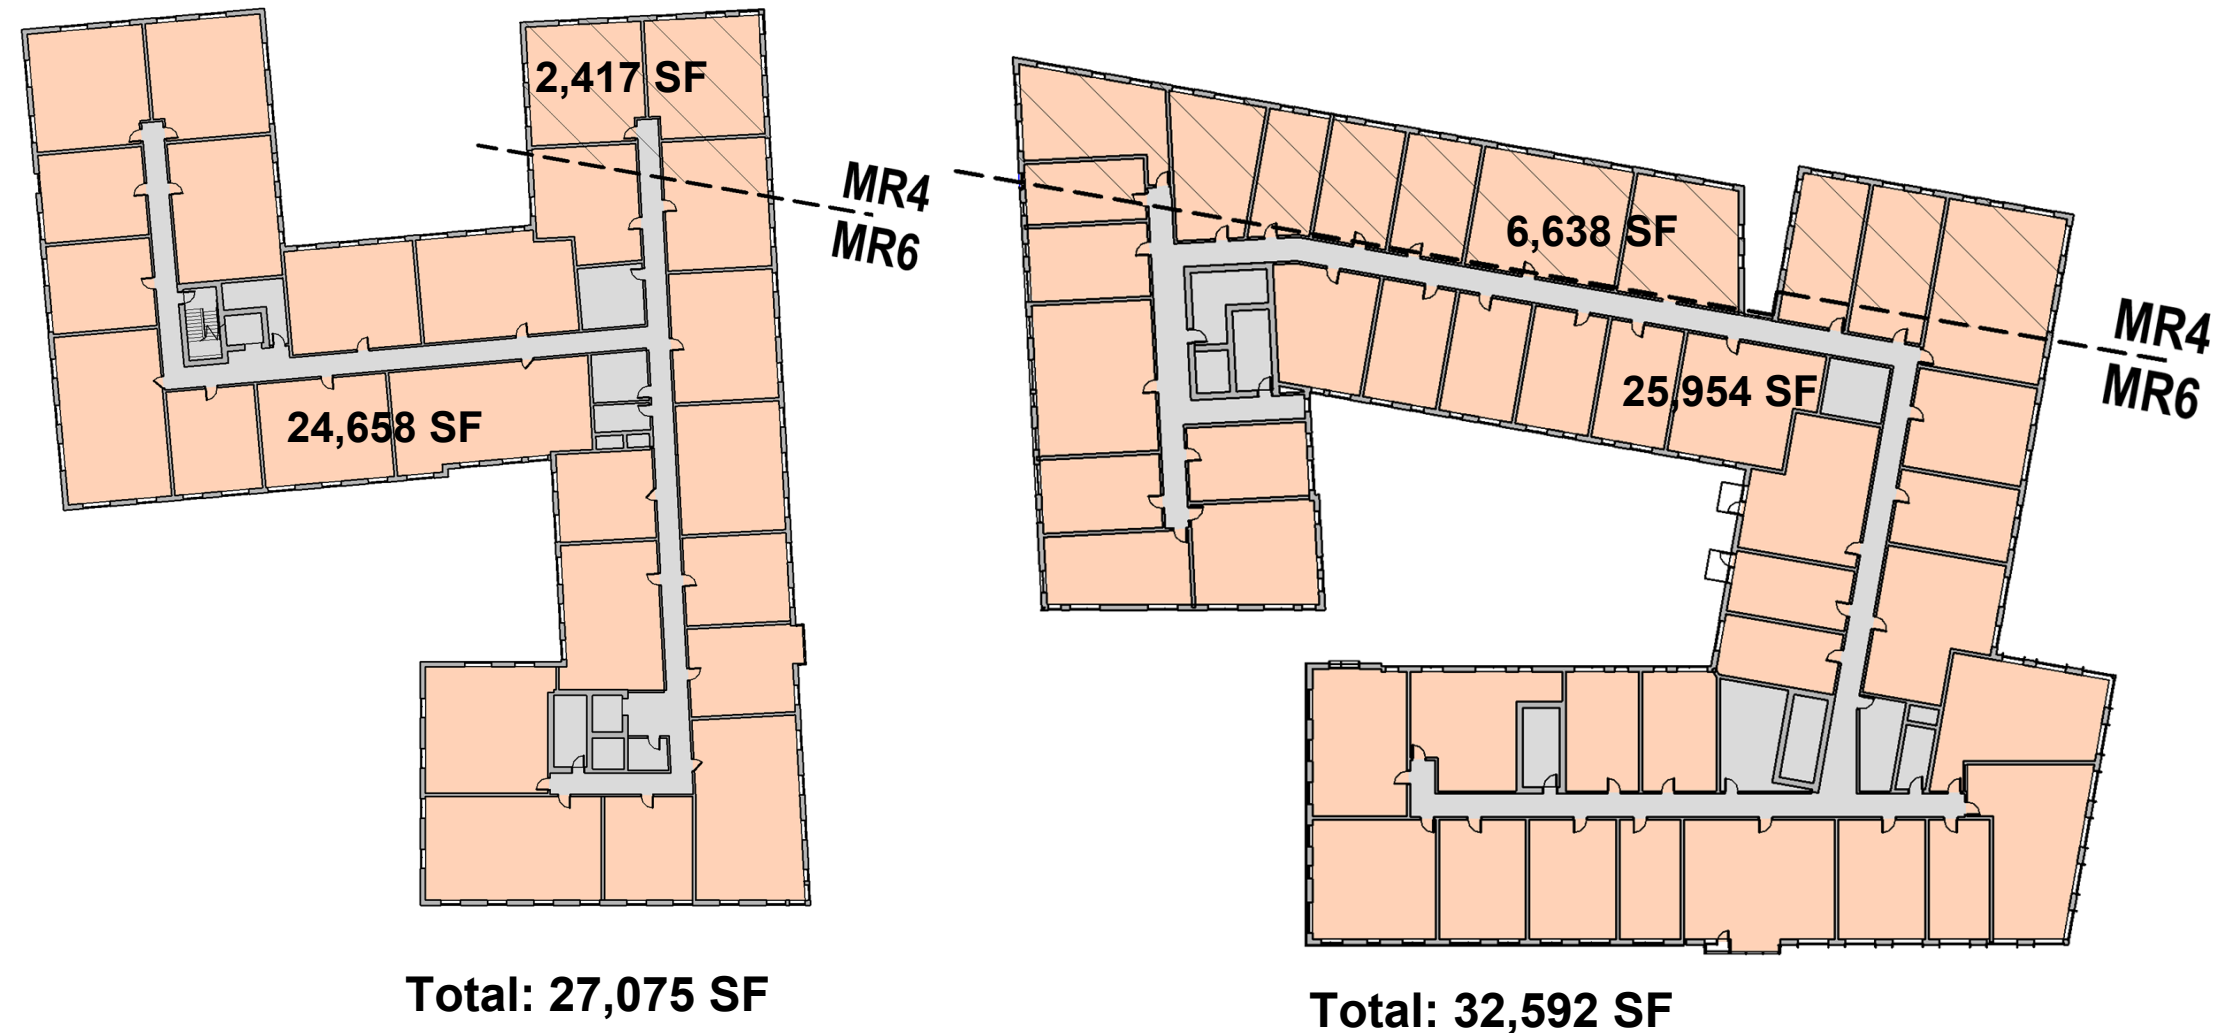 2,417 SF
MR4
MR6
24,658 SF
Total: 27,075 SF
6,638 SF
25,954 SF
MR4
MR6
Total: 32,592 SF